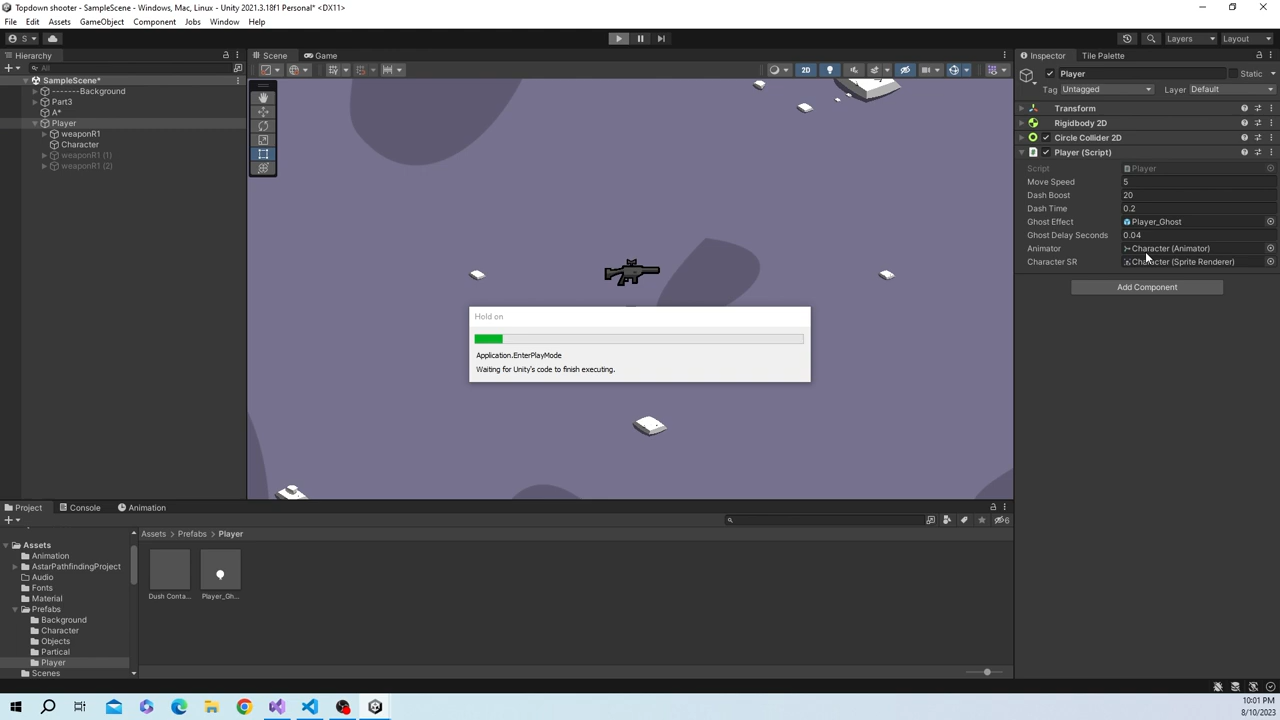 Topdown shooter - SampleScene - Windows, Mac, Linux - Unity 2021.3.18f1 Personal* <DX11>
File Edit Assets GameObject Component Jobs Window Help
S Layers Layout
Hierarchy Scene Game Inspector Tile Palette
All
2D
Player Static
SampleScene*
-------Background
Tag Untagged Layer Default
Part3
Transform
A*
Player
Rigidbody 2D
weaponR1
Circle Collider 2D
Character
Player (Script)
weaponR1 (1)
weaponR1 (2)
Script Player
Move Speed 5
Dash Boost 20
Dash Time 0.2
Ghost Effect Player_Ghost
Ghost Delay Seconds 0.04
Animator Character (Animator)
Character SR Character (Sprite Renderer)
Add Component
Hold on
Application.EnterPlayMode
Waiting for Unity's code to finish executing.
Project Console Animation
6
Assets > Prefabs > Player
Assets
Animation
AstarPathfindingProject
Audio
Fonts
Material
Prefabs
Background
Character
Objects
Partical
Player
Scenes
Dush Conta... Player_Gh...
10:01 PM
8/10/2023